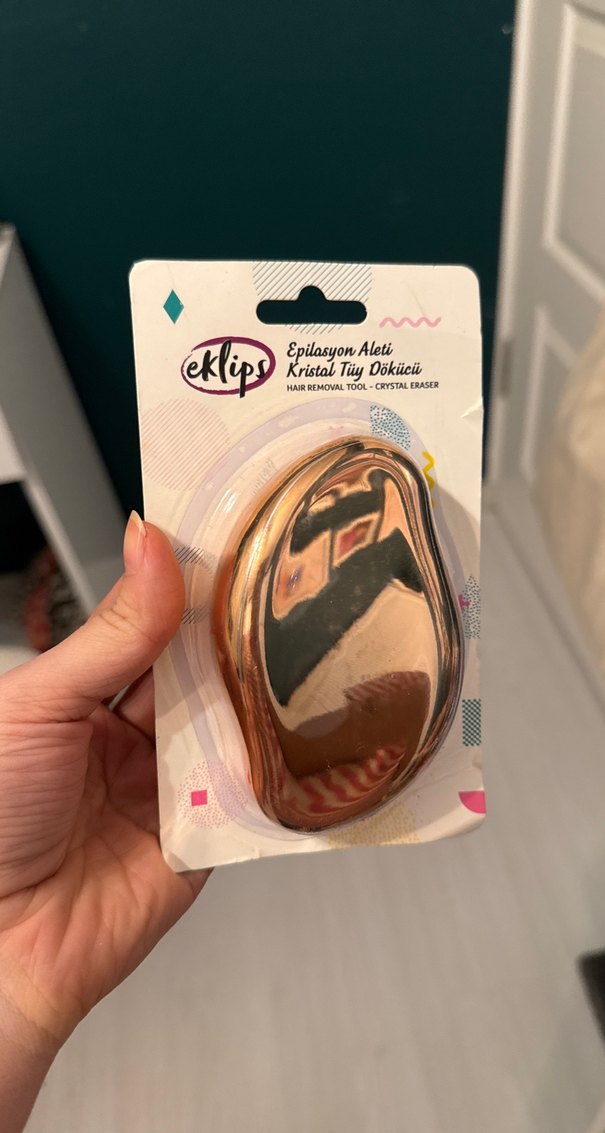 eklips
Epilasyon Aleti
Kristal Tüy Dökücü
HAIR REMOVAL TOOL - CRYSTAL ERASER